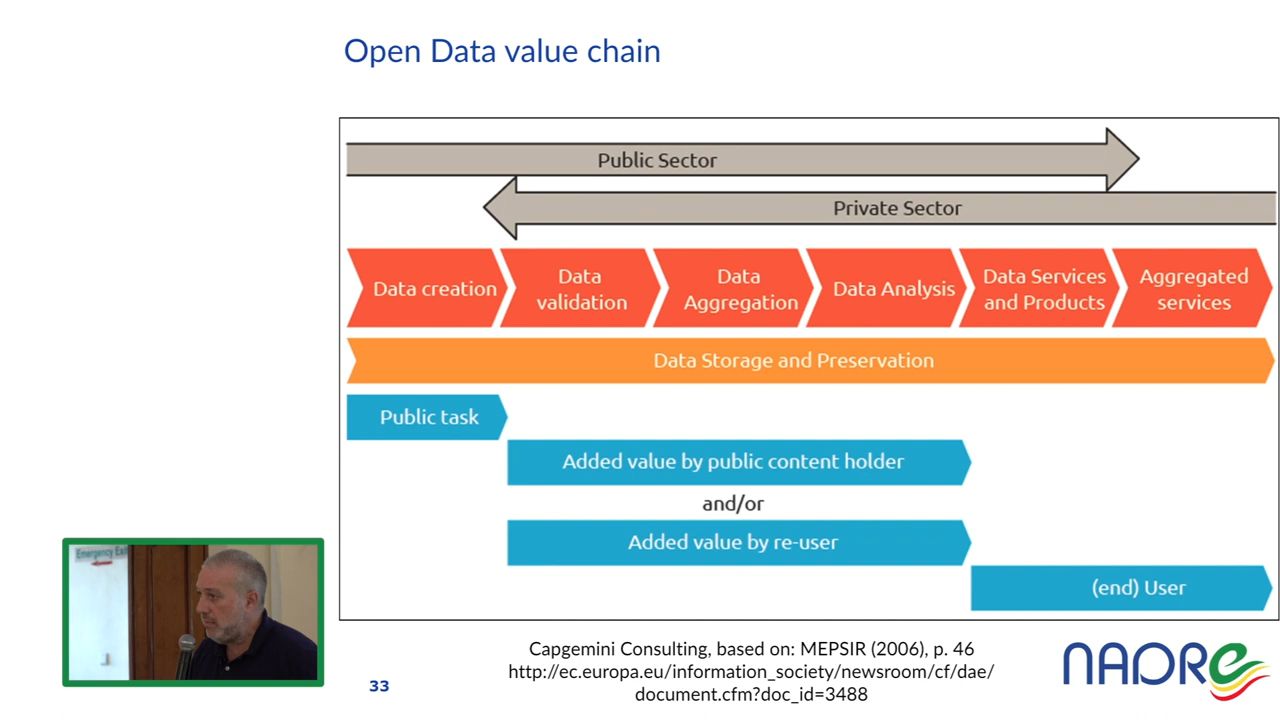 Open Data value chain
Public Sector
Private Sector
Data creation
Data
validation
Data
Aggregation
Data Analysis
Data Services
and Products
Aggregated
services
Data Storage and Preservation
Public task
Added value by public content holder
and/or
Added value by re-user
(end) User
Emergency Exit
Capgemini Consulting, based on: MEPSIR (2006), p. 46
http://ec.europa.eu/information_society/newsroom/cf/dae/
document.cfm?doc_id=3488
33
NADRe